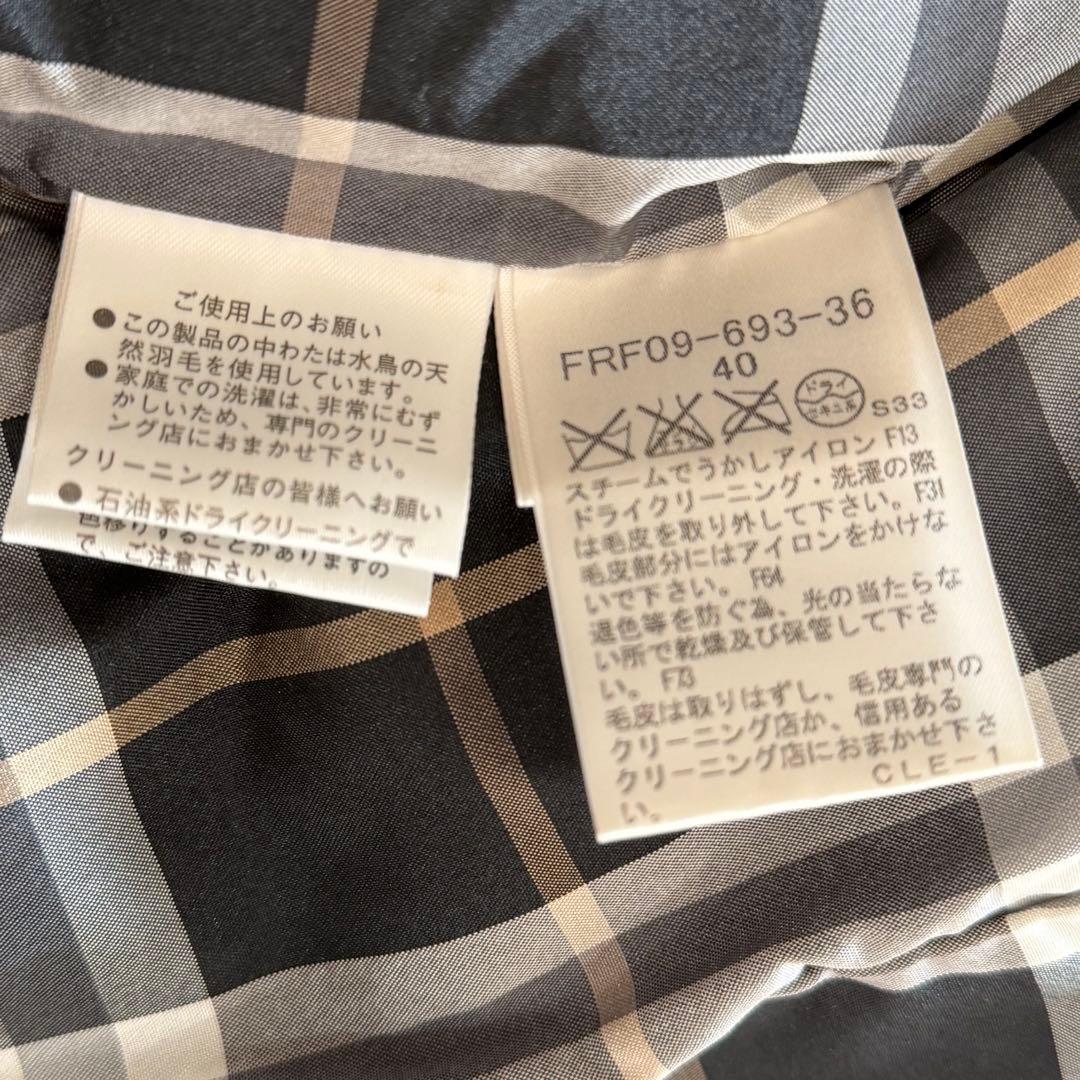 ご使用上のお願い
●この製品の中わたは水鳥の天
然羽毛を使用しています。
●家庭での洗濯は、非常にむず
かしいため、専門のクリーニ
ング店におまかせ下さい。
クリーニング店の皆様へお願い
●石油系ドライクリーニングで
色移りすることがありますの
で、ご注意下さい。
FRF09-693-36
40
ドライ
セキユ系
S33
スチームでうかしアイロン F13
ドライクリーニング・洗濯の際
は毛皮を取り外して下さい。F31
毛皮部分にはアイロンをかけな
いで下さい。 F64
退色等を防ぐ為、光の当たらな
い所で乾燥及び保管して下さ
い。 F73
毛皮は取りはずし、毛皮専門の
クリーニング店か、信用ある
クリーニング店におまかせ下さ
い。 CLE-1